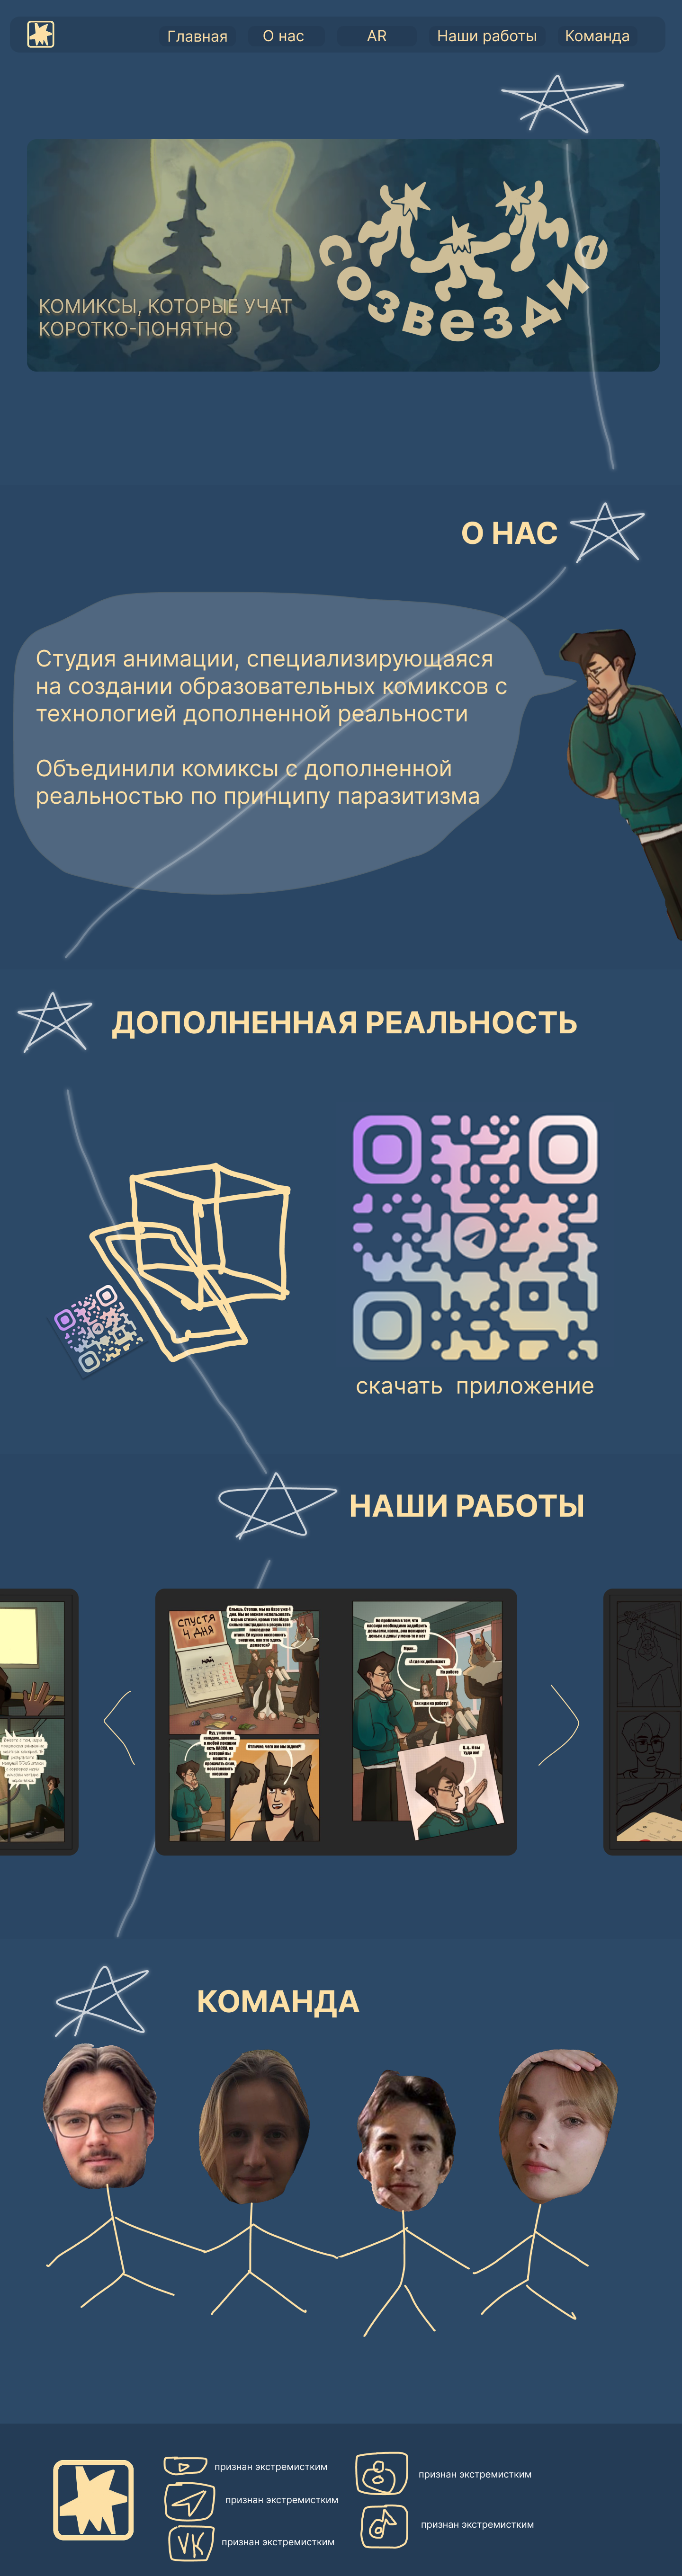 Главная О нас AR Наши работы Команда
созвездие
КОМИКСЫ, КОТОРЫЕ УЧАТ
КОРОТКО-ПОНЯТНО
О НАС
Студия анимации, специализирующаяся
на создании образовательных комиксов с
технологией дополненной реальности
Объединили комиксы с дополненной
реальностью по принципу паразитизма
ДОПОЛНЕННАЯ РЕАЛЬНОСТЬ
скачать приложение
НАШИ РАБОТЫ
СПУСТЯ
4 ДНЯ
МАЙ
КОМАНДА
признан экстремистким
признан экстремистким
VK признан экстремистким
признан экстремистким
признан экстремистким